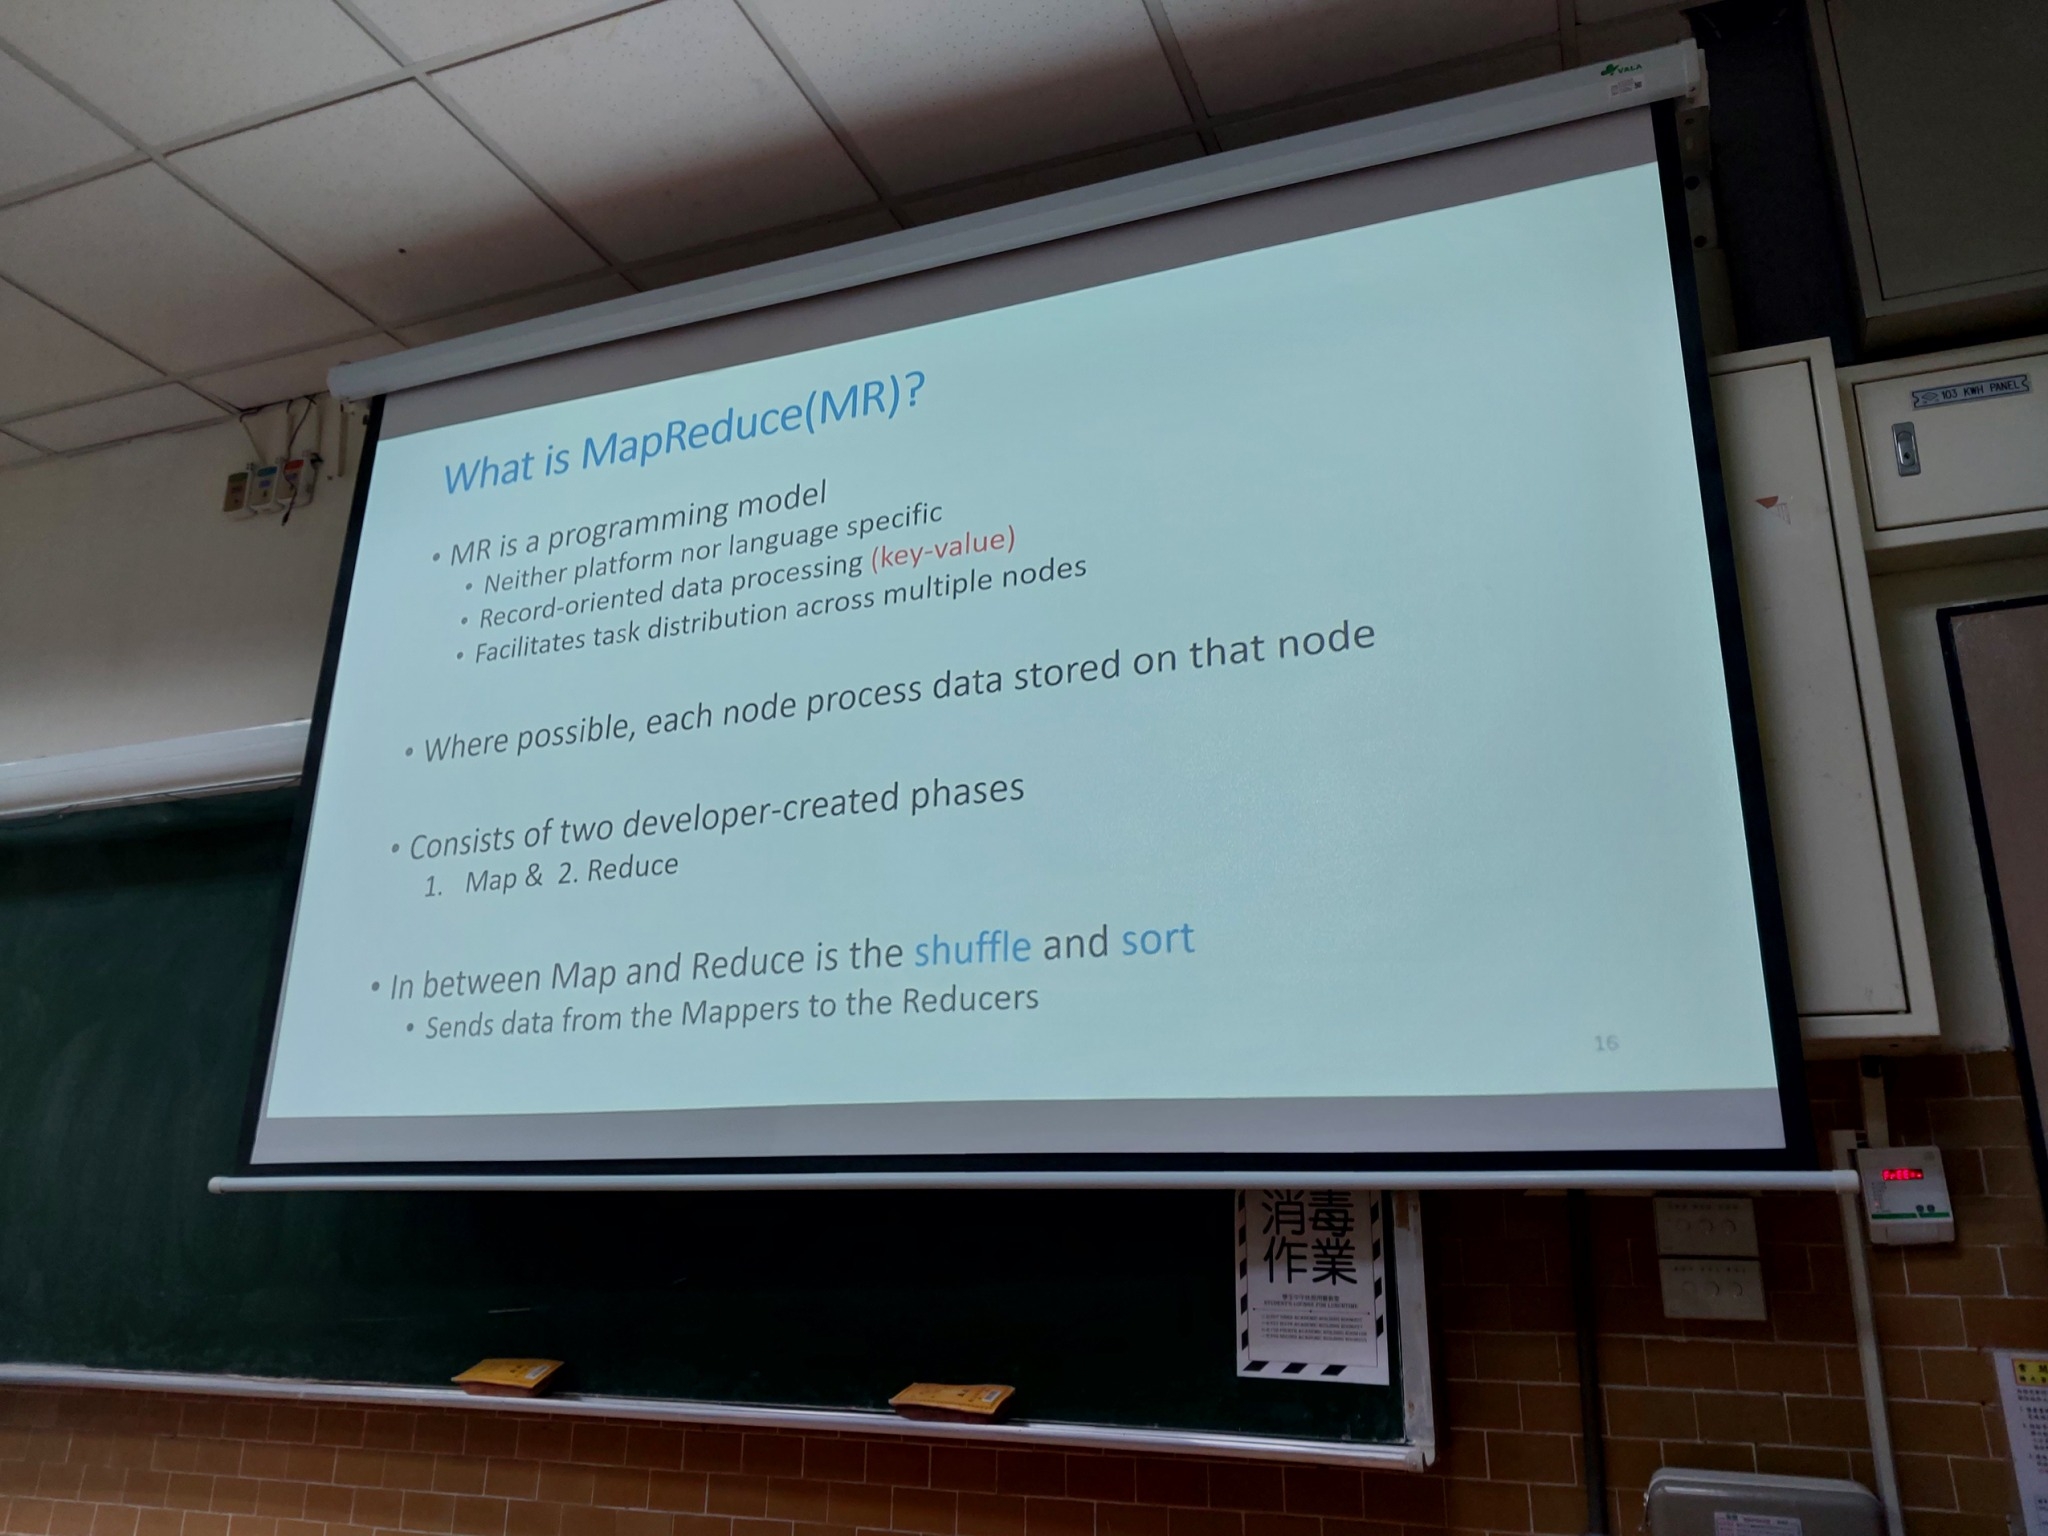 VALA
103 KWH PANEL
What is MapReduce(MR)?
• MR is a programming model
• Neither platform nor language specific
• Record-oriented data processing (key-value)
• Facilitates task distribution across multiple nodes
• Where possible, each node process data stored on that node
• Consists of two developer-created phases
1. Map & 2. Reduce
• In between Map and Reduce is the shuffle and sort
• Sends data from the Mappers to the Reducers
16
消毒
作業